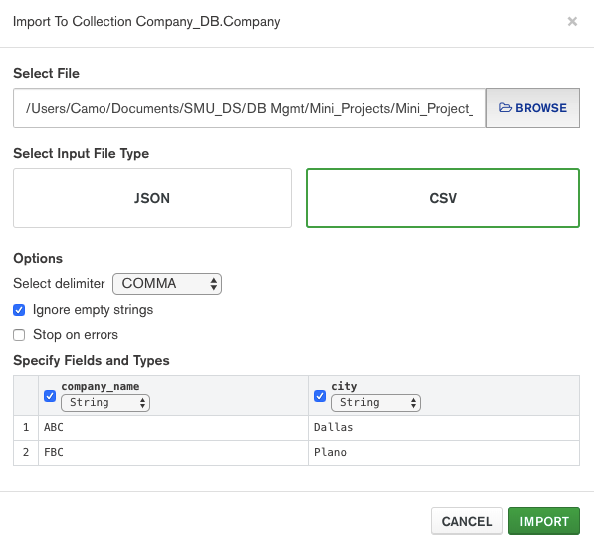 Import To Collection Company_DB.Company
×
Select File
/Users/Camo/Documents/SMU_DS/DB Mgmt/Mini_Projects/Mini_Project_
BROWSE
Select Input File Type
JSON CSV
Options
Select delimiter COMMA
Ignore empty strings
Stop on errors
Specify Fields and Types
company_name city
String String
1 ABC Dallas
2 FBC Plano
CANCEL IMPORT